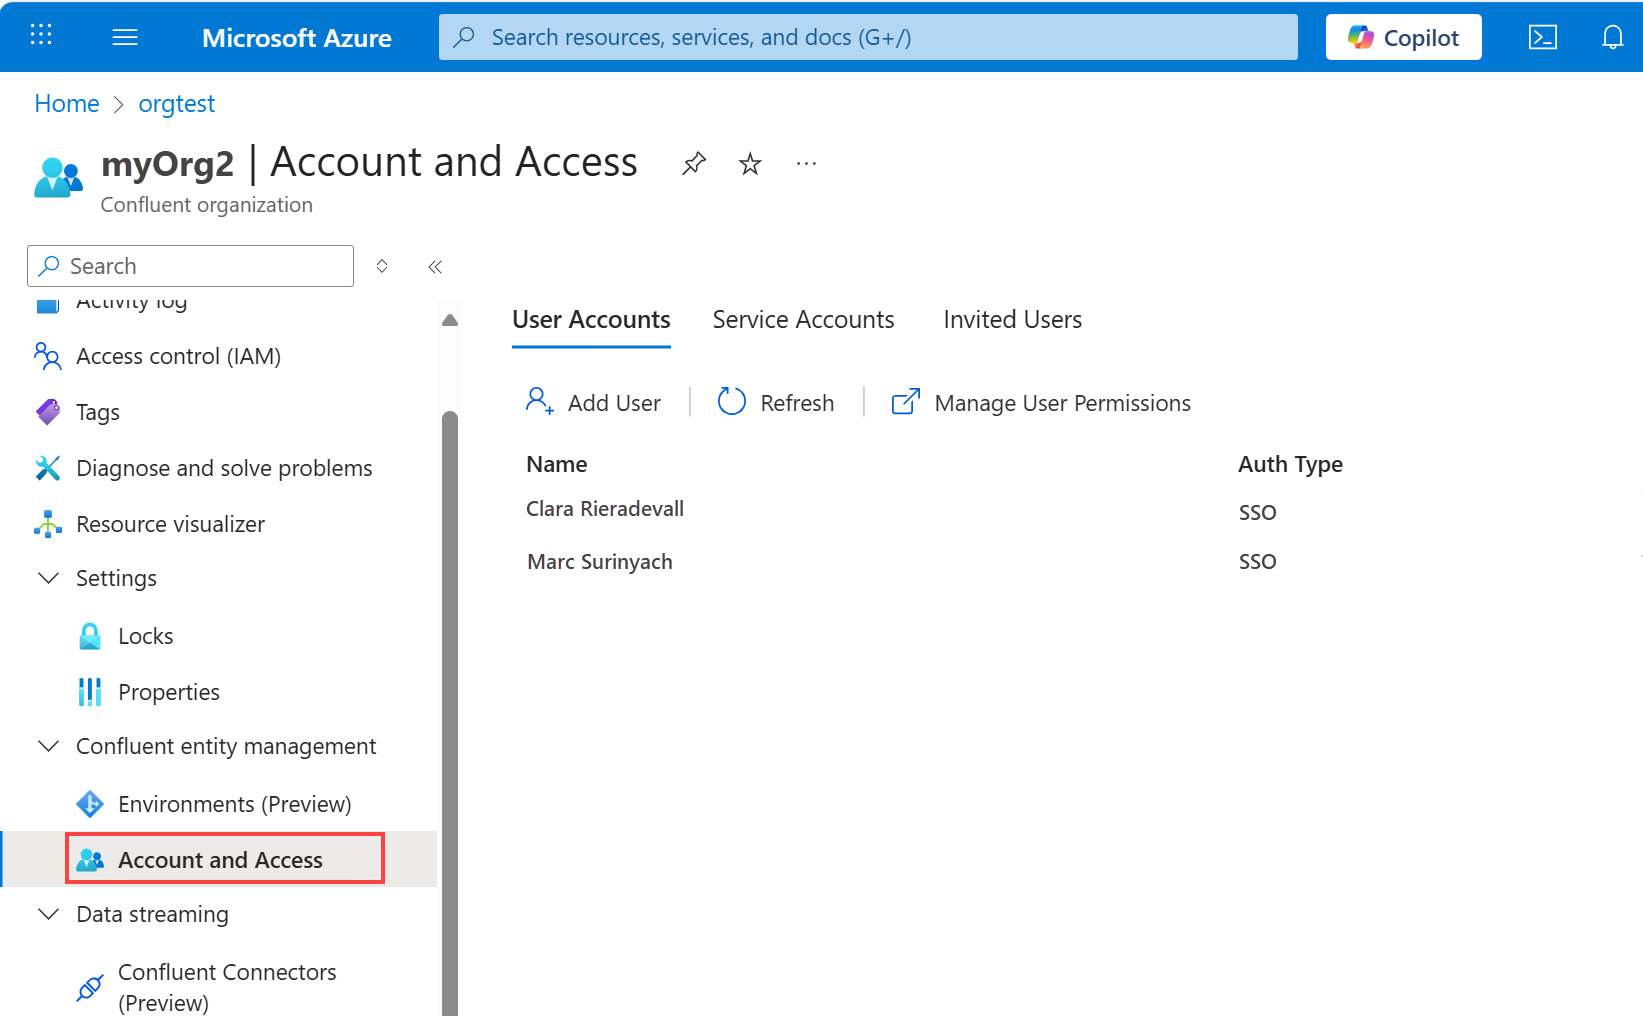 Microsoft Azure
Search resources, services, and docs (G+/)
Copilot
Home > orgtest
myOrg2 | Account and Access
Confluent organization
Search
Activity log
Access control (IAM)
Tags
Diagnose and solve problems
Resource visualizer
Settings
Locks
Properties
Confluent entity management
Environments (Preview)
Account and Access
Data streaming
Confluent Connectors
(Preview)
User Accounts Service Accounts Invited Users
Add User Refresh Manage User Permissions
Name Auth Type
Clara Rieradevall SSO
Marc Surinyach SSO